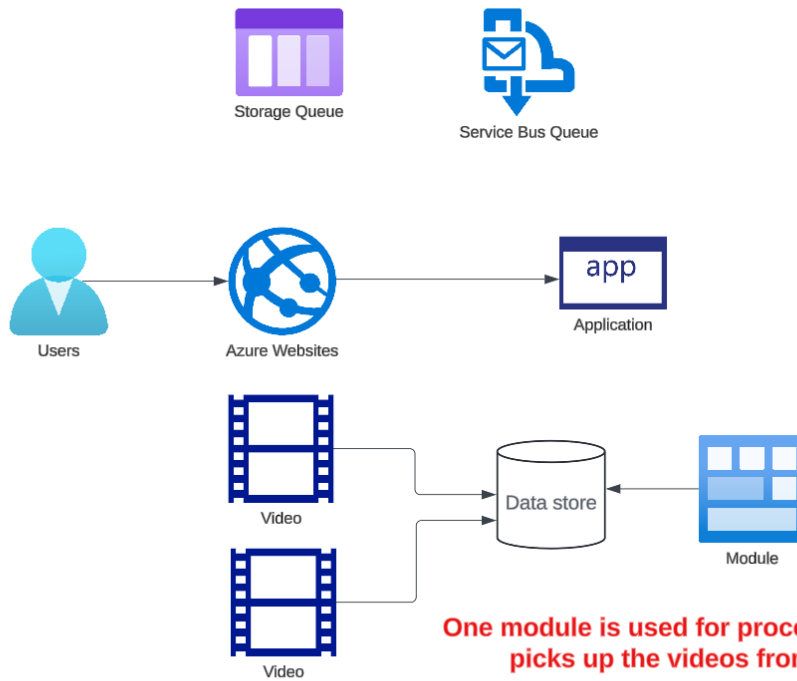 Storage Queue
Service Bus Queue
app
Users
Azure Websites
Application
Video
Data store
Module
Video
One module is used for proce
picks up the videos from